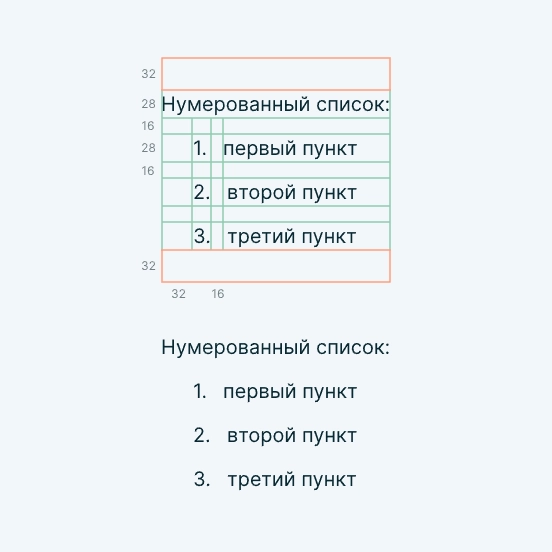 32
28 Нумерованный список:
16
28 1. первый пункт
16
2. второй пункт
3. третий пункт
32
32 16
Нумерованный список:
1. первый пункт
2. второй пункт
3. третий пункт